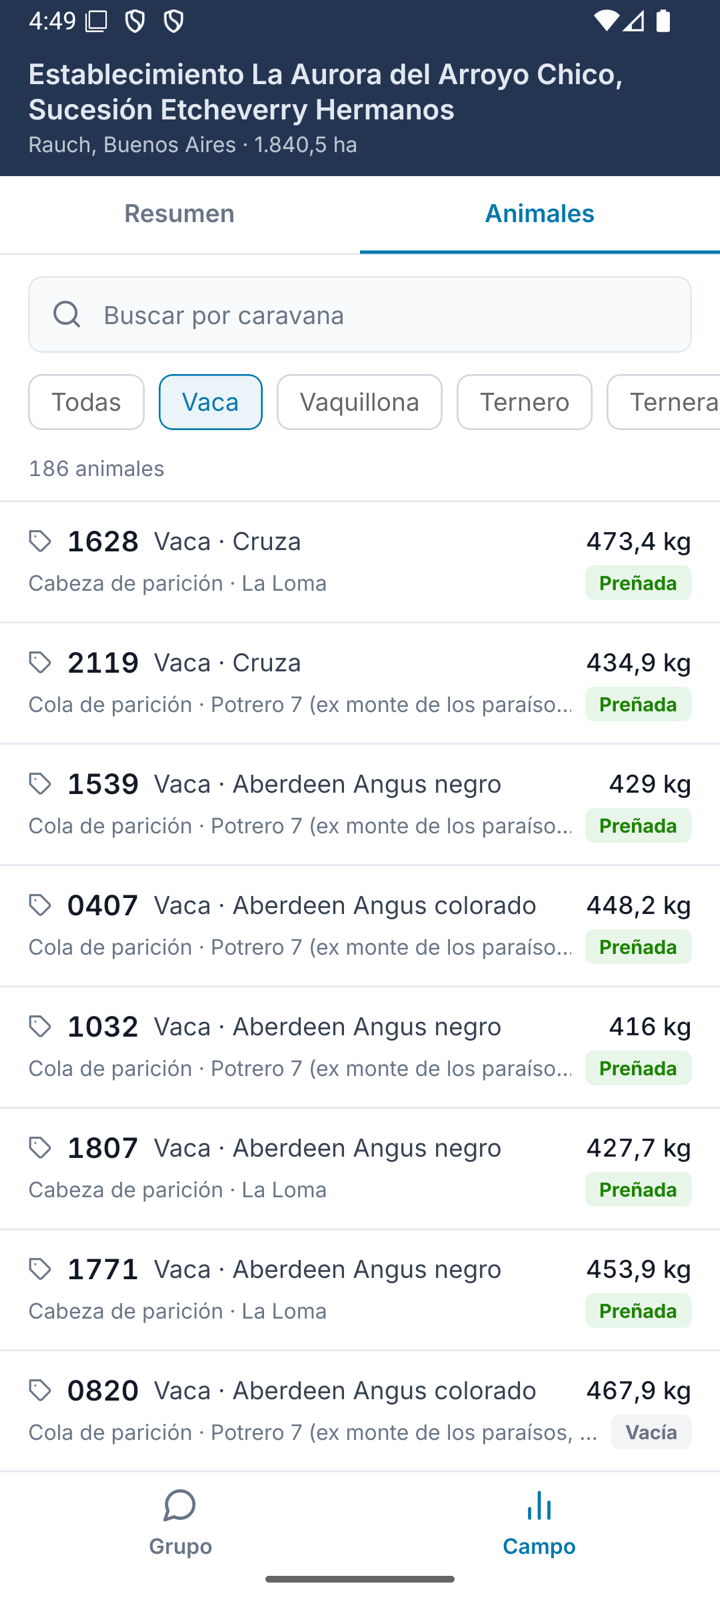 4:49
Establecimiento La Aurora del Arroyo Chico,
Sucesión Etcheverry Hermanos
Rauch, Buenos Aires · 1.840,5 ha
Resumen
Animales
Buscar por caravana
Todas
Vaca
Vaquillona
Ternero
Ternera
186 animales
1628 Vaca · Cruza 473,4 kg
Cabeza de parición · La Loma Preñada
2119 Vaca · Cruza 434,9 kg
Cola de parición · Potrero 7 (ex monte de los paraíso... Preñada
1539 Vaca · Aberdeen Angus negro 429 kg
Cola de parición · Potrero 7 (ex monte de los paraíso... Preñada
0407 Vaca · Aberdeen Angus colorado 448,2 kg
Cola de parición · Potrero 7 (ex monte de los paraíso... Preñada
1032 Vaca · Aberdeen Angus negro 416 kg
Cola de parición · Potrero 7 (ex monte de los paraíso... Preñada
1807 Vaca · Aberdeen Angus negro 427,7 kg
Cabeza de parición · La Loma Preñada
1771 Vaca · Aberdeen Angus negro 453,9 kg
Cabeza de parición · La Loma Preñada
0820 Vaca · Aberdeen Angus colorado 467,9 kg
Cola de parición · Potrero 7 (ex monte de los paraísos, ... Vacía
Grupo
Campo